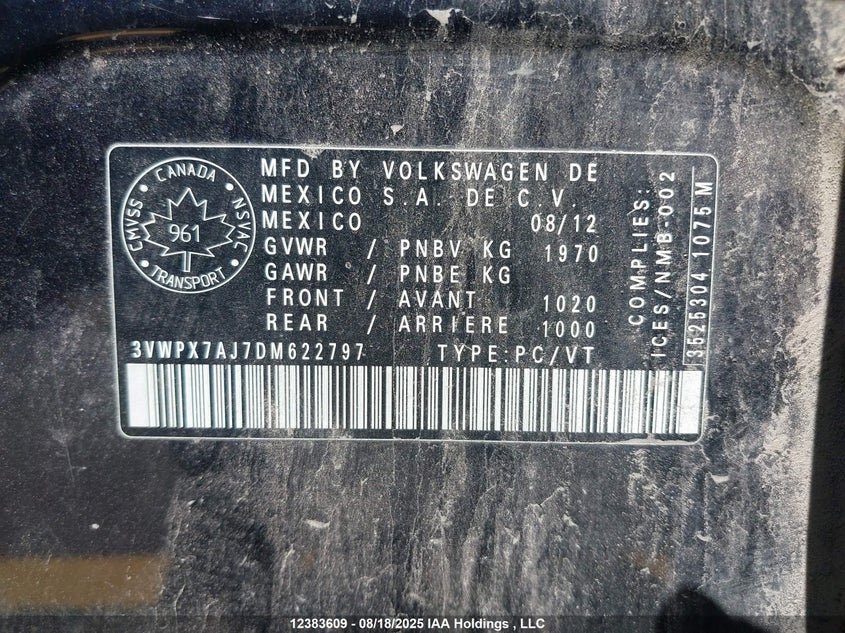 CMVSS CANADA NSVAC
961
TRANSPORT
MFD BY VOLKSWAGEN DE
MEXICO S.A. DE C.V.
MEXICO 08/12
GVWR / PNBV KG 1970
GAWR / PNBE KG
FRONT / AVANT 1020
REAR / ARRIERE 1000
3VWPX7AJ7DM622797 TYPE:PC/VT
COMPLIES:
ICES/NMB-002
3525304 1075 M
12383609 - 08/18/2025 IAA Holdings , LLC